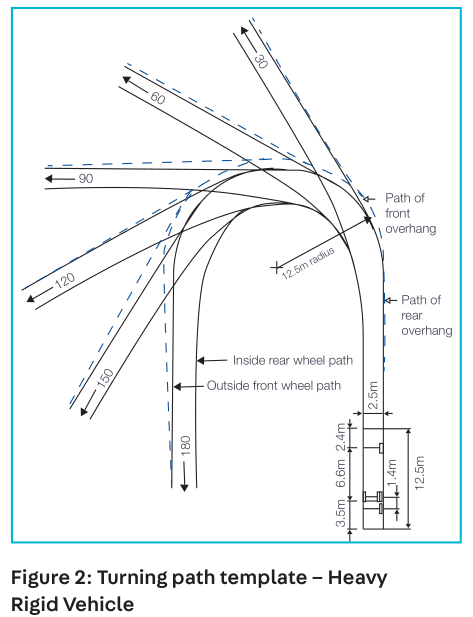 30
60
90
Path of
front
overhang
12.5m radius
120
Path of
rear
overhang
150
Inside rear wheel path
Outside front wheel path
2.5m
180
2.4m
6.6m
1.4m
12.5m
3.5m
Figure 2: Turning path template – Heavy
Rigid Vehicle